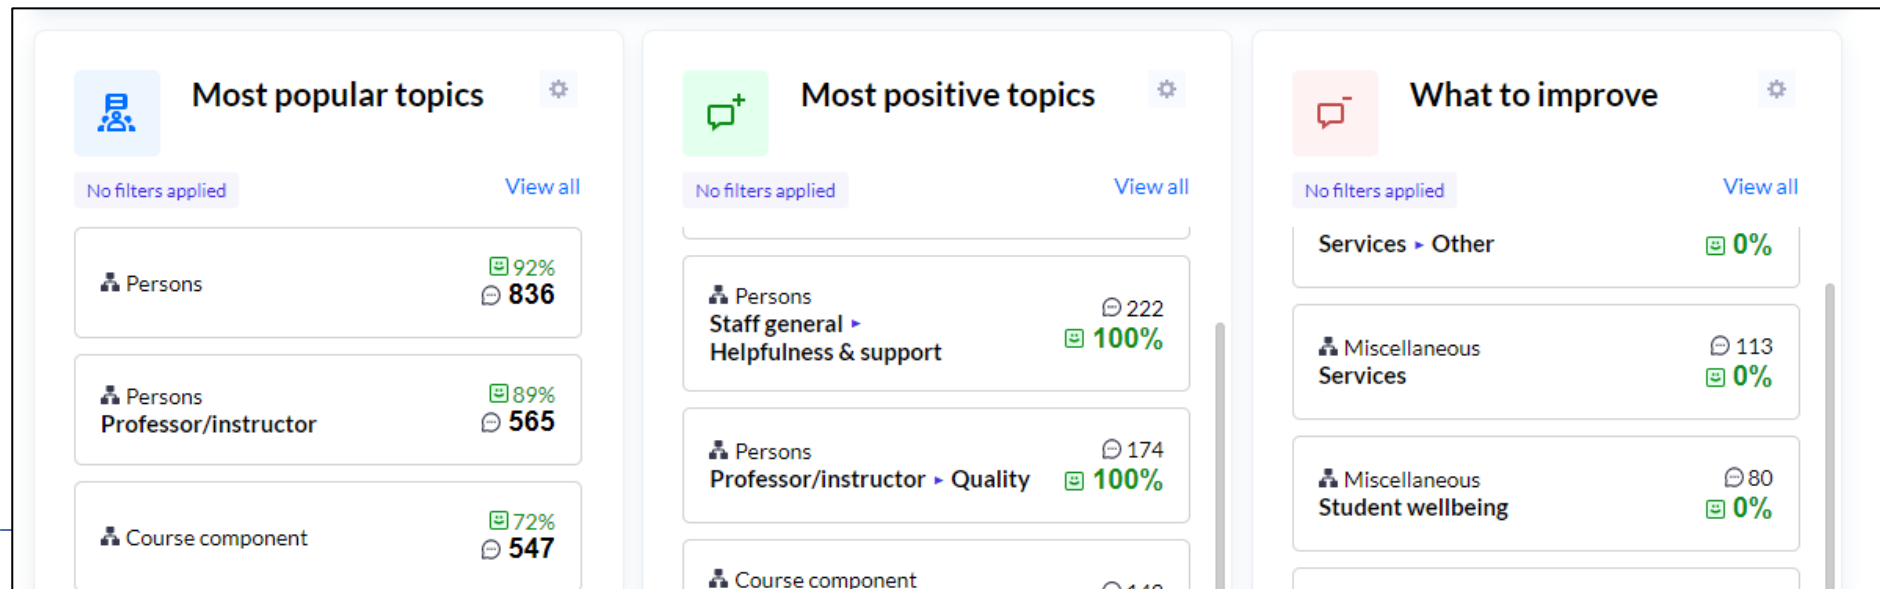 Most popular topics
No filters applied
View all
Persons
92%
836
Persons
Professor/instructor
89%
565
Course component
72%
547
Most positive topics
No filters applied
View all
Persons
Staff general ▸
Helpfulness & support
222
100%
Persons
Professor/instructor ▸ Quality
174
100%
Course component
What to improve
No filters applied
View all
Services ▸ Other
0%
Miscellaneous
Services
113
0%
Miscellaneous
Student wellbeing
80
0%